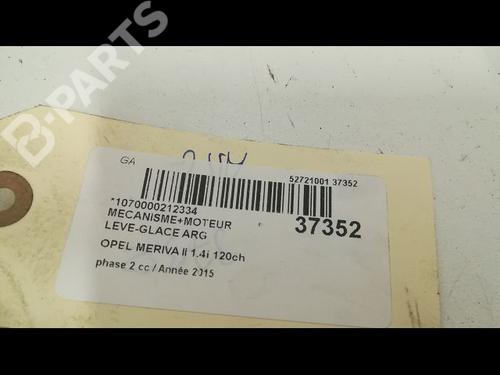 B-PARTS
GA
52721001 37352
*1070000212334
MECANISME+MOTEUR
37352
LEVE-GLACE ARG
OPEL MERIVA II 1.4i 120ch
phase 2 cc / Année 2015